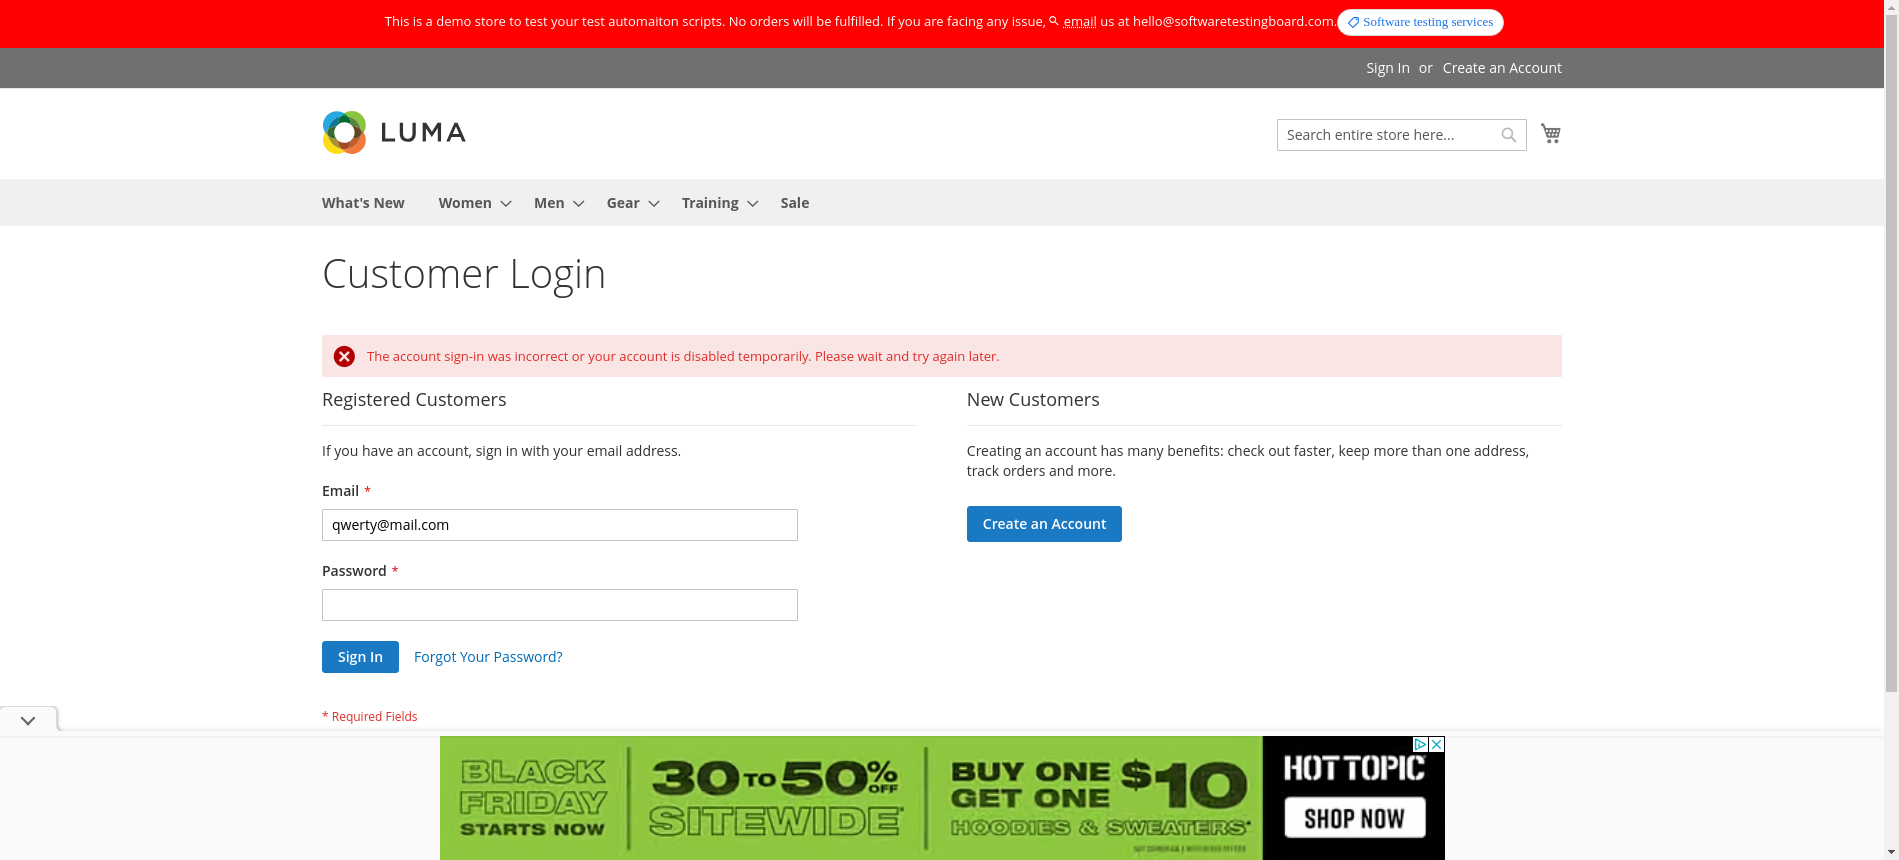 This is a demo store to test your test automaiton scripts. No orders will be fulfilled. If you are facing any issue, email us at hello@softwaretestingboard.com. Software testing services
Sign In or Create an Account
LUMA
Search entire store here...
What's New Women Men Gear Training Sale
Customer Login
The account sign-in was incorrect or your account is disabled temporarily. Please wait and try again later.
Registered Customers
If you have an account, sign in with your email address.
Email *
qwerty@mail.com
Password *
Sign In Forgot Your Password?
* Required Fields
New Customers
Creating an account has many benefits: check out faster, keep more than one address,
track orders and more.
Create an Account
BLACK
FRIDAY
STARTS NOW
30 TO 50% OFF
SITEWIDE*
BUY ONE
GET ONE $10
HOODIES & SWEATERS*
HOT TOPIC
SHOP NOW